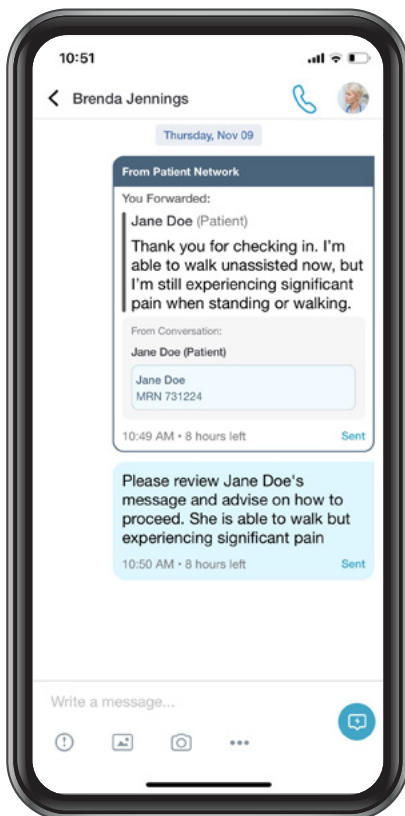 10:51
Brenda Jennings
Thursday, Nov 09
From Patient Network
You Forwarded:
Jane Doe (Patient)
Thank you for checking in. I'm
able to walk unassisted now, but
I'm still experiencing significant
pain when standing or walking.
From Conversation:
Jane Doe (Patient)
Jane Doe
MRN 731224
10:49 AM • 8 hours left Sent
Please review Jane Doe's
message and advise on how to
proceed. She is able to walk but
experiencing significant pain
10:50 AM • 8 hours left Sent
Write a message...